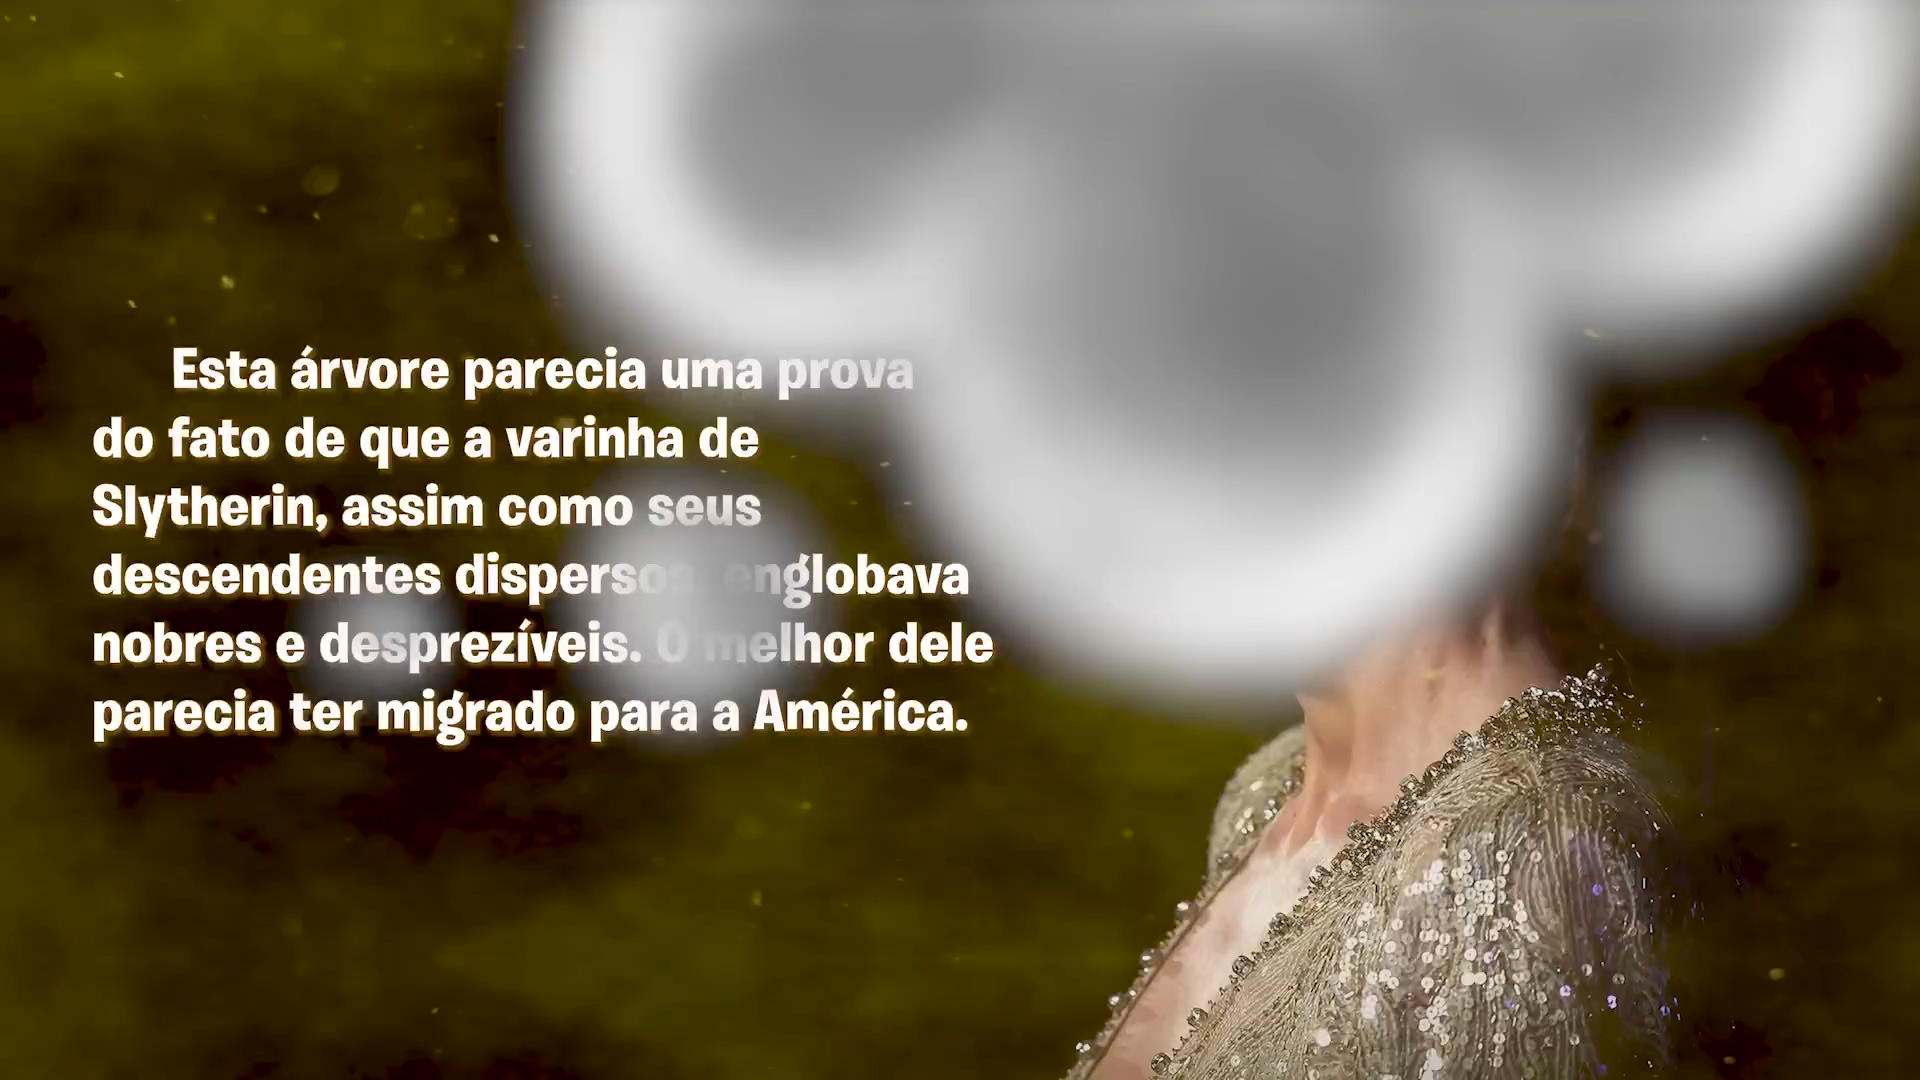 Esta árvore parecia uma prova
do fato de que a varinha de
Slytherin, assim como seus
descendentes dispersos, englobava
nobres e desprezíveis. O melhor dele
parecia ter migrado para a América.